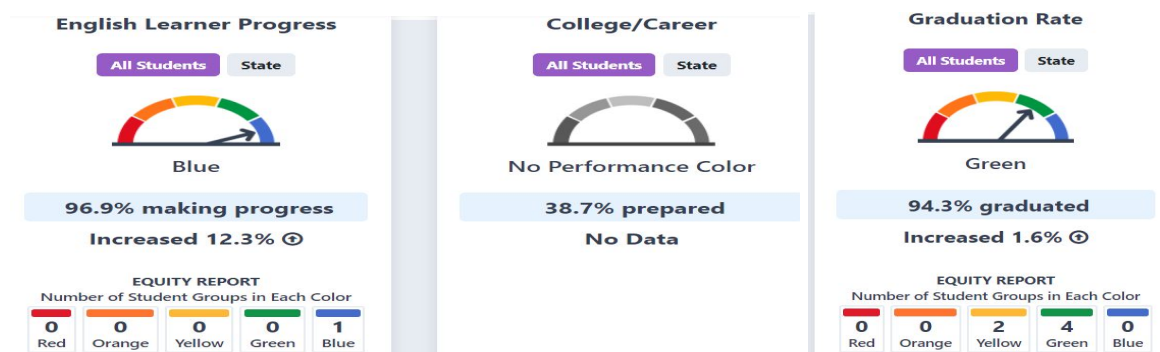 English Learner Progress
All Students State
Blue
96.9% making progress
Increased 12.3%
EQUITY REPORT
Number of Student Groups in Each Color
0 0 0 0 1
Red Orange Yellow Green Blue
College/Career
All Students State
No Performance Color
38.7% prepared
No Data
Graduation Rate
All Students State
Green
94.3% graduated
Increased 1.6%
EQUITY REPORT
Number of Student Groups in Each Color
0 0 2 4 0
Red Orange Yellow Green Blue